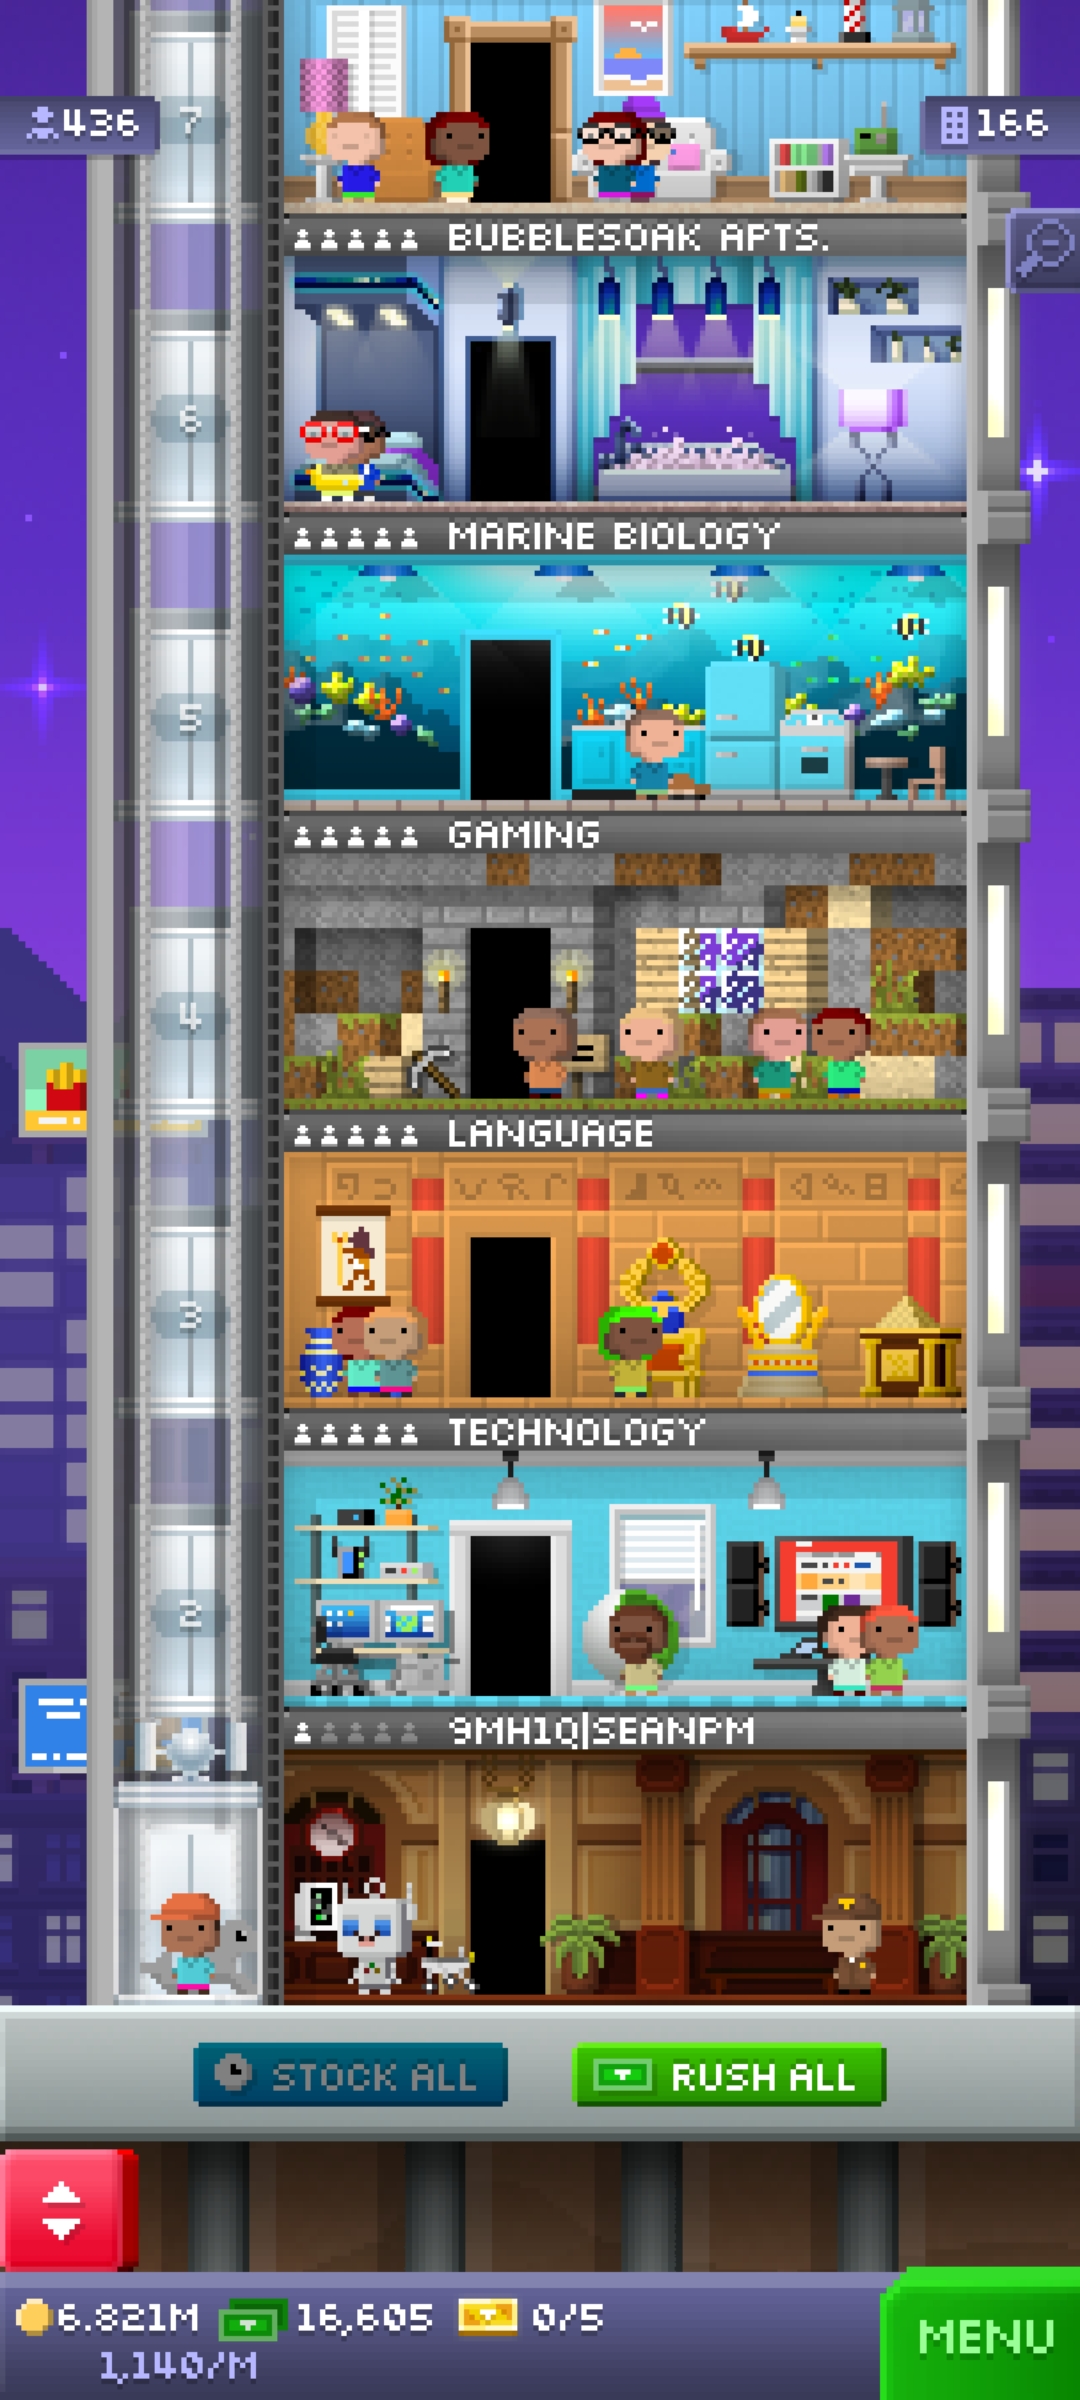 436
7
166
BUBBLESOAK APTS.
6
MARINE BIOLOGY
5
GAMING
4
LANGUAGE
3
TECHNOLOGY
2
9MH1Q|SEANPM
STOCK ALL
RUSH ALL
6.821M
16,605
0/5
1,140/M
MENU